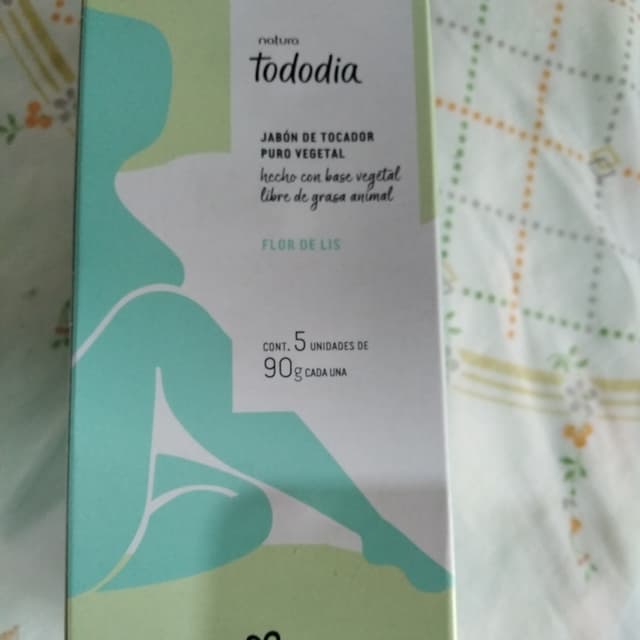 natura
tododia
JABÓN DE TOCADOR
PURO VEGETAL
hecho con base vegetal
libre de grasa animal
FLOR DE LIS
CONT. 5 UNIDADES DE
90g CADA UNA